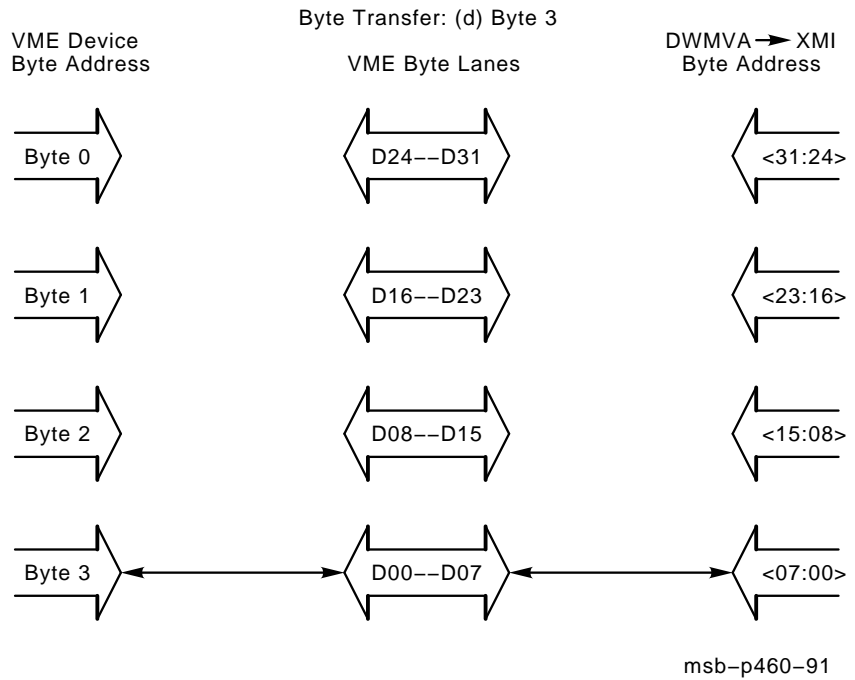 Byte Transfer: (d) Byte 3
VME Device
Byte Address
VME Byte Lanes
DWMVA → XMI
Byte Address
Byte 0
D24--D31
<31:24>
Byte 1
D16--D23
<23:16>
Byte 2
D08--D15
<15:08>
Byte 3
D00--D07
<07:00>
msb-p460-91